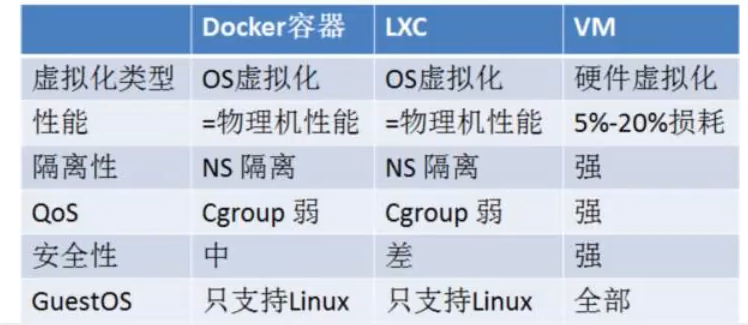 Docker容器 LXC VM
虚拟化类型 OS虚拟化 OS虚拟化 硬件虚拟化
性能 =物理机性能 =物理机性能 5%-20%损耗
隔离性 NS 隔离 NS 隔离 强
QoS Cgroup 弱 Cgroup 弱 强
安全性 中 差 强
GuestOS 只支持Linux 只支持Linux 全部